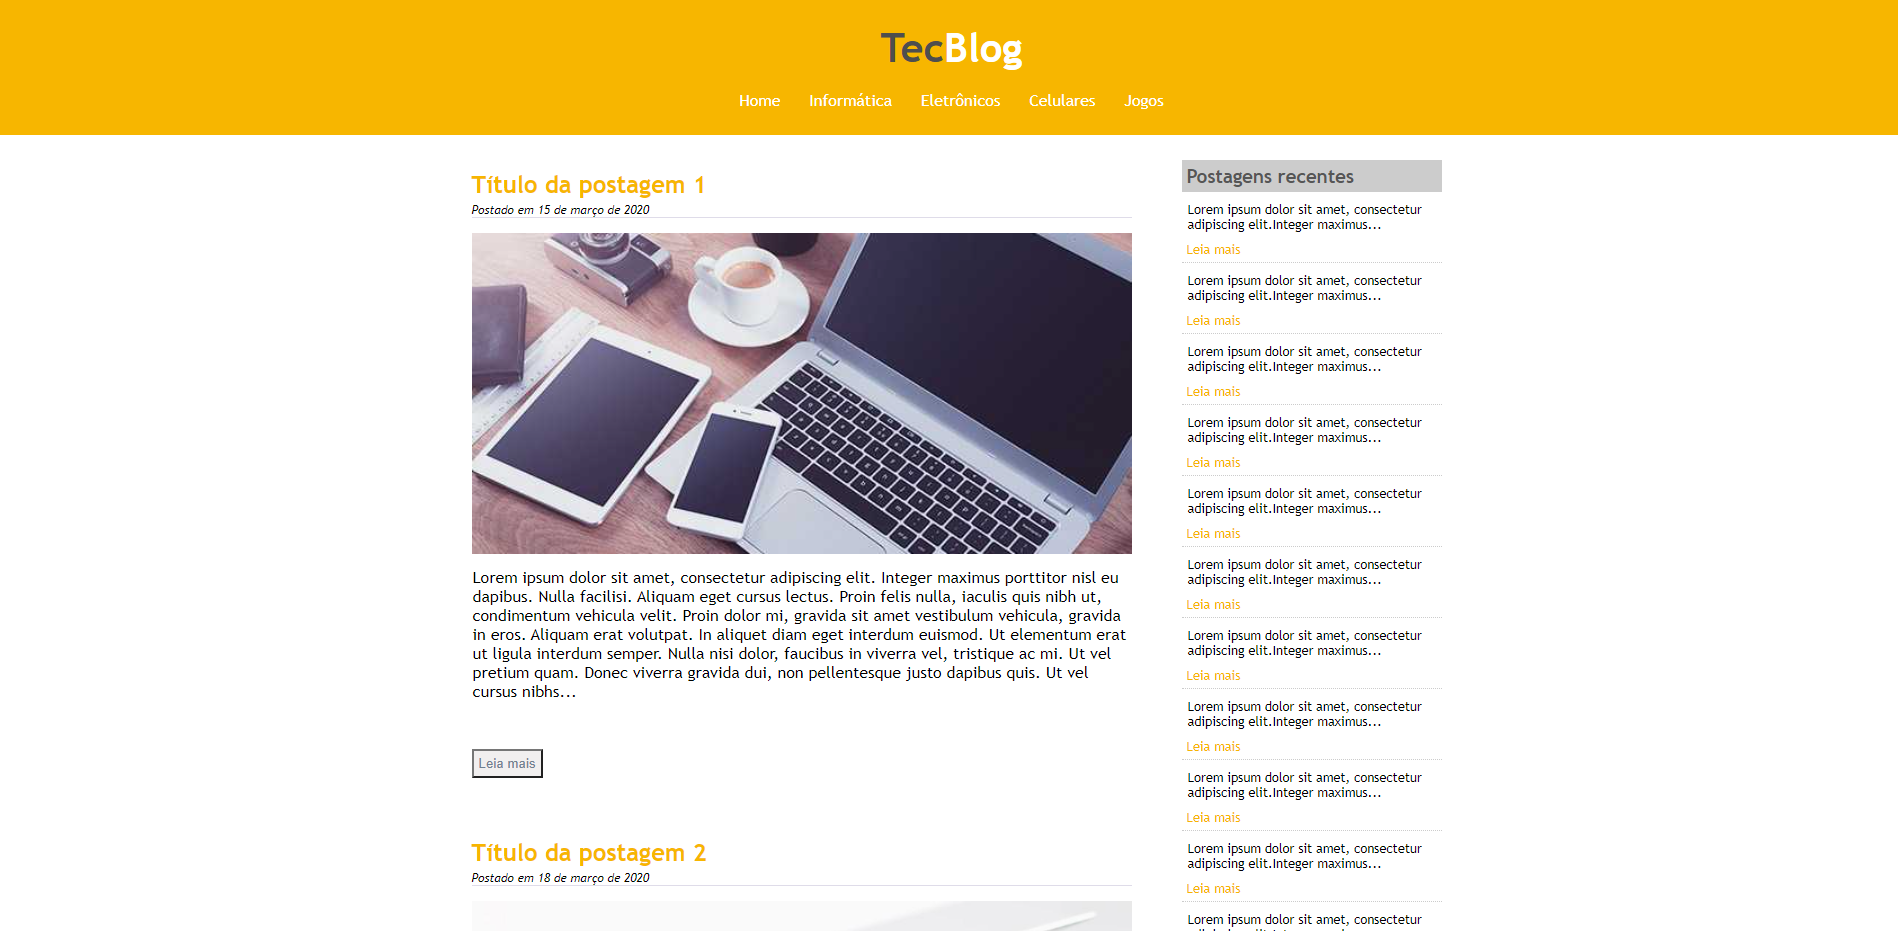 TecBlog
Home Informática Eletrônicos Celulares Jogos
Título da postagem 1
Postado em 15 de março de 2020
Lorem ipsum dolor sit amet, consectetur adipiscing elit. Integer maximus porttitor nisl eu
dapibus. Nulla facilisi. Aliquam eget cursus lectus. Proin felis nulla, iaculis quis nibh ut,
condimentum vehicula velit. Proin dolor mi, gravida sit amet vestibulum vehicula, gravida
in eros. Aliquam erat volutpat. In aliquet diam eget interdum euismod. Ut elementum erat
ut ligula interdum semper. Nulla nisi dolor, faucibus in viverra vel, tristique ac mi. Ut vel
pretium quam. Donec viverra gravida dui, non pellentesque justo dapibus quis. Ut vel
cursus nibhs...
Leia mais
Título da postagem 2
Postado em 18 de março de 2020
Postagens recentes
Lorem ipsum dolor sit amet, consectetur
adipiscing elit.Integer maximus...
Leia mais
Lorem ipsum dolor sit amet, consectetur
adipiscing elit.Integer maximus...
Leia mais
Lorem ipsum dolor sit amet, consectetur
adipiscing elit.Integer maximus...
Leia mais
Lorem ipsum dolor sit amet, consectetur
adipiscing elit.Integer maximus...
Leia mais
Lorem ipsum dolor sit amet, consectetur
adipiscing elit.Integer maximus...
Leia mais
Lorem ipsum dolor sit amet, consectetur
adipiscing elit.Integer maximus...
Leia mais
Lorem ipsum dolor sit amet, consectetur
adipiscing elit.Integer maximus...
Leia mais
Lorem ipsum dolor sit amet, consectetur
adipiscing elit.Integer maximus...
Leia mais
Lorem ipsum dolor sit amet, consectetur
adipiscing elit.Integer maximus...
Leia mais
Lorem ipsum dolor sit amet, consectetur
adipiscing elit.Integer maximus...
Leia mais
Lorem ipsum dolor sit amet, consectetur